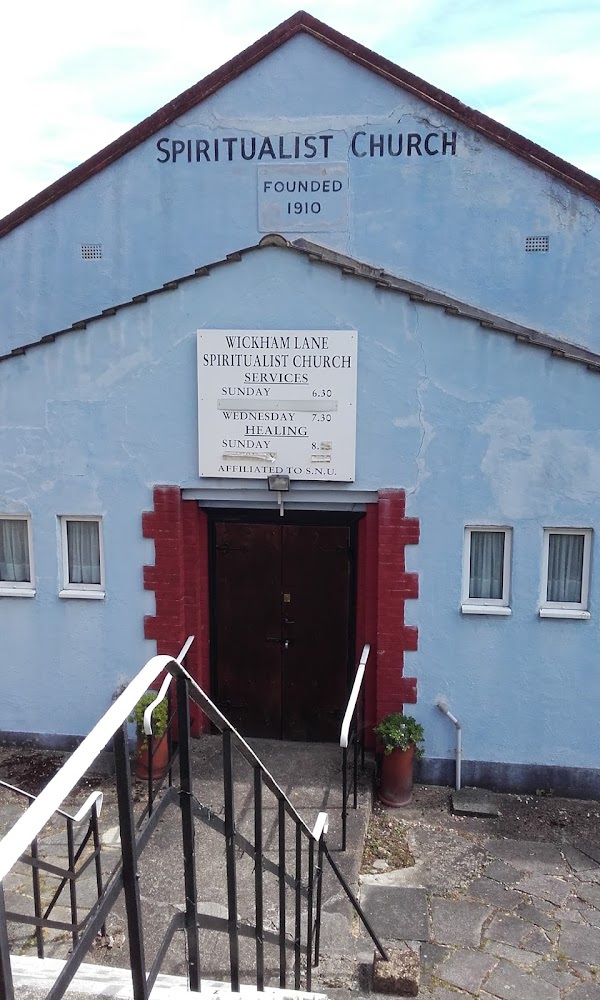 SPIRITUALIST CHURCH
FOUNDED
1910
WICKHAM LANE
SPIRITUALIST CHURCH
SERVICES
SUNDAY 6.30
WEDNESDAY 7.30
HEALING
SUNDAY
AFFILIATED TO S.N.U.